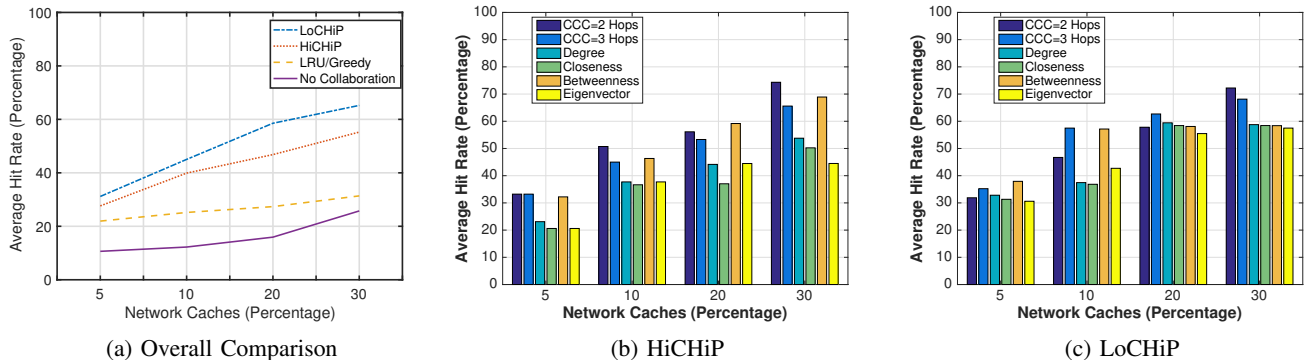 100
80
60
40
20
0
Average Hit Rate (Percentage)
LoCHiP
HiCHiP
LRU/Greedy
No Collaboration
5 10 20 30
Network Caches (Percentage)
(a) Overall Comparison
100
90
80
70
60
50
40
30
20
10
0
Average Hit Rate (Percentage)
CCC=2 Hops
CCC=3 Hops
Degree
Closeness
Betweenness
Eigenvector
5 10 20 30
Network Caches (Percentage)
(b) HiCHiP
100
90
80
70
60
50
40
30
20
10
0
Average Hit Rate (Percentage)
CCC=2 Hops
CCC=3 Hops
Degree
Closeness
Betweenness
Eigenvector
5 10 20 30
Network Caches (Percentage)
(c) LoCHiP